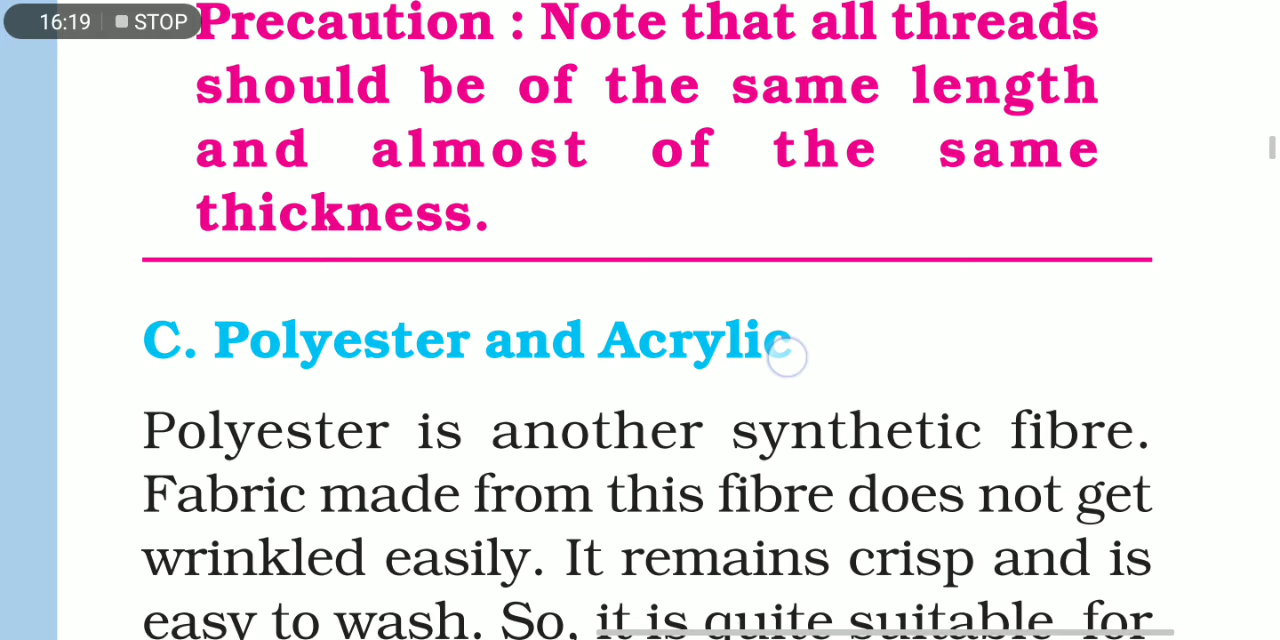 16:19 STOP
Precaution : Note that all threads
should be of the same length
and almost of the same
thickness.
C. Polyester and Acrylic
Polyester is another synthetic fibre.
Fabric made from this fibre does not get
wrinkled easily. It remains crisp and is
easy to wash. So, it is quite suitable for